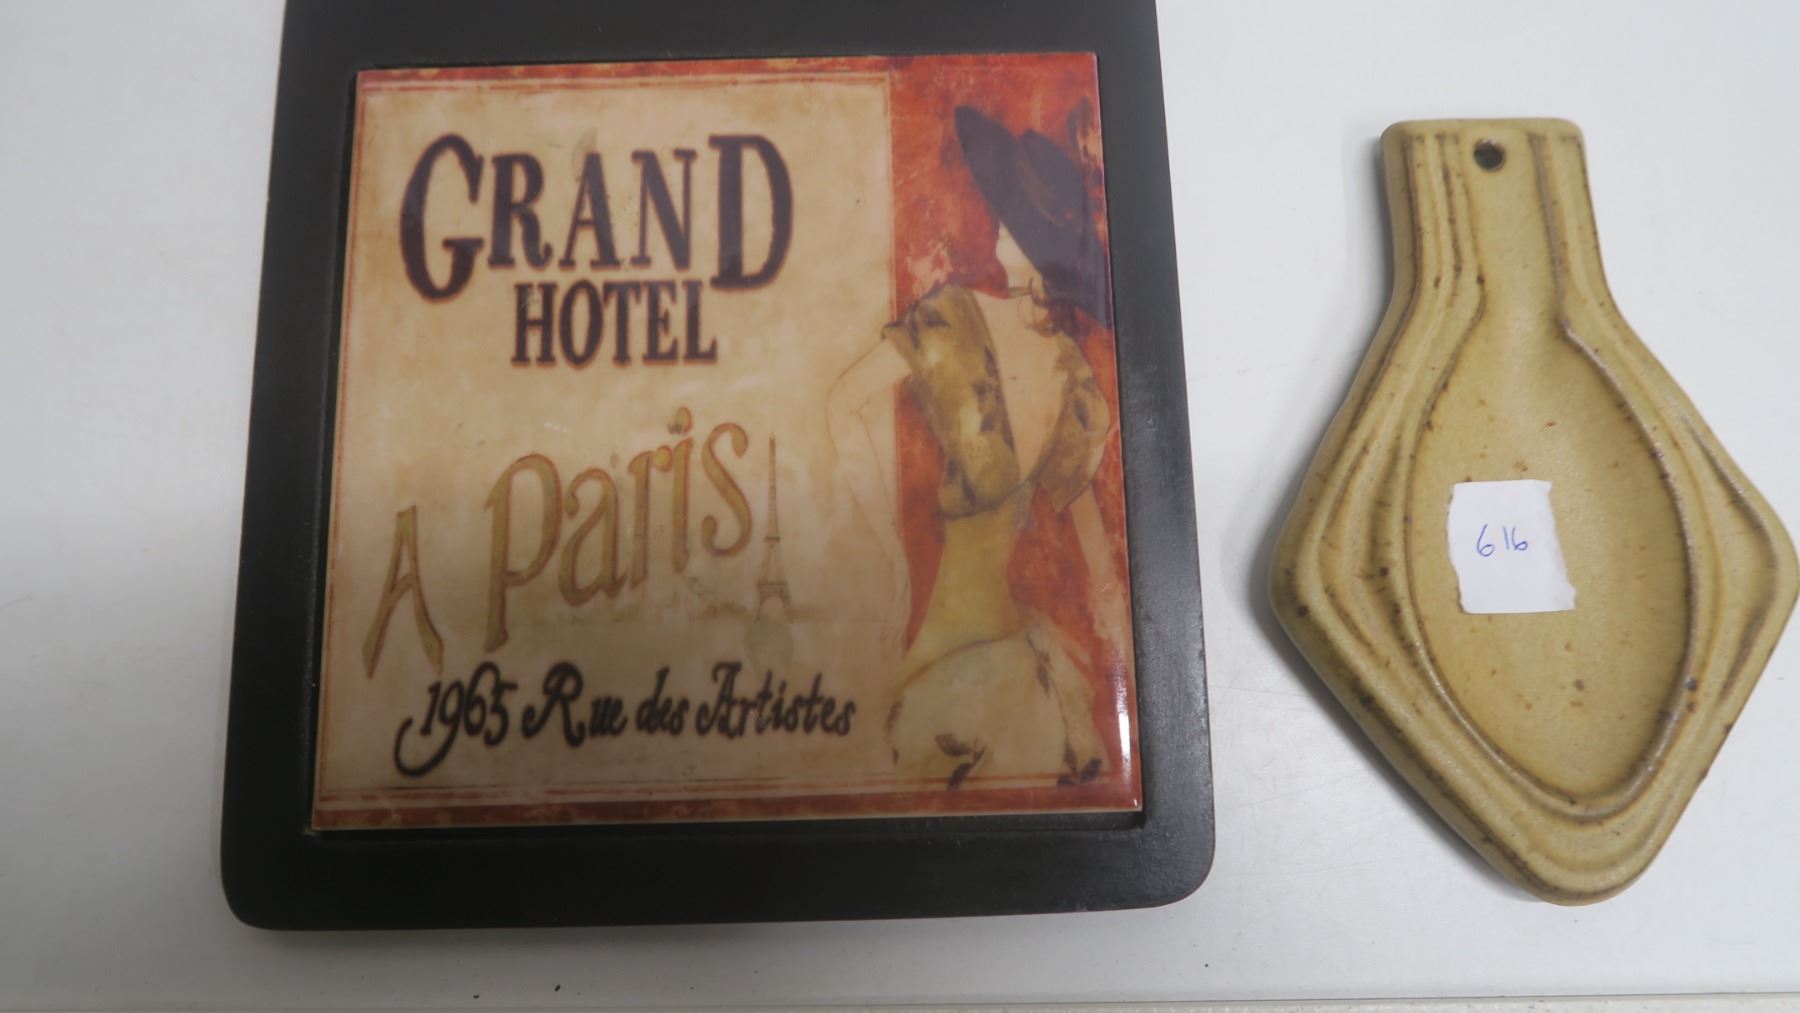 GRAND
HOTEL
A Paris
1965 Rue des Artistes
616